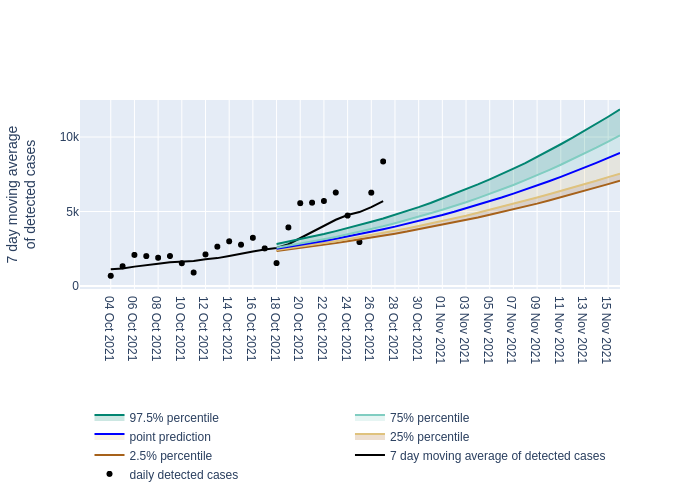 7 day moving average
of detected cases
10k
5k
0
04 Oct 2021
06 Oct 2021
08 Oct 2021
10 Oct 2021
12 Oct 2021
14 Oct 2021
16 Oct 2021
18 Oct 2021
20 Oct 2021
22 Oct 2021
24 Oct 2021
26 Oct 2021
28 Oct 2021
30 Oct 2021
01 Nov 2021
03 Nov 2021
05 Nov 2021
07 Nov 2021
09 Nov 2021
11 Nov 2021
13 Nov 2021
15 Nov 2021
97.5% percentile
75% percentile
point prediction
25% percentile
2.5% percentile
7 day moving average of detected cases
daily detected cases